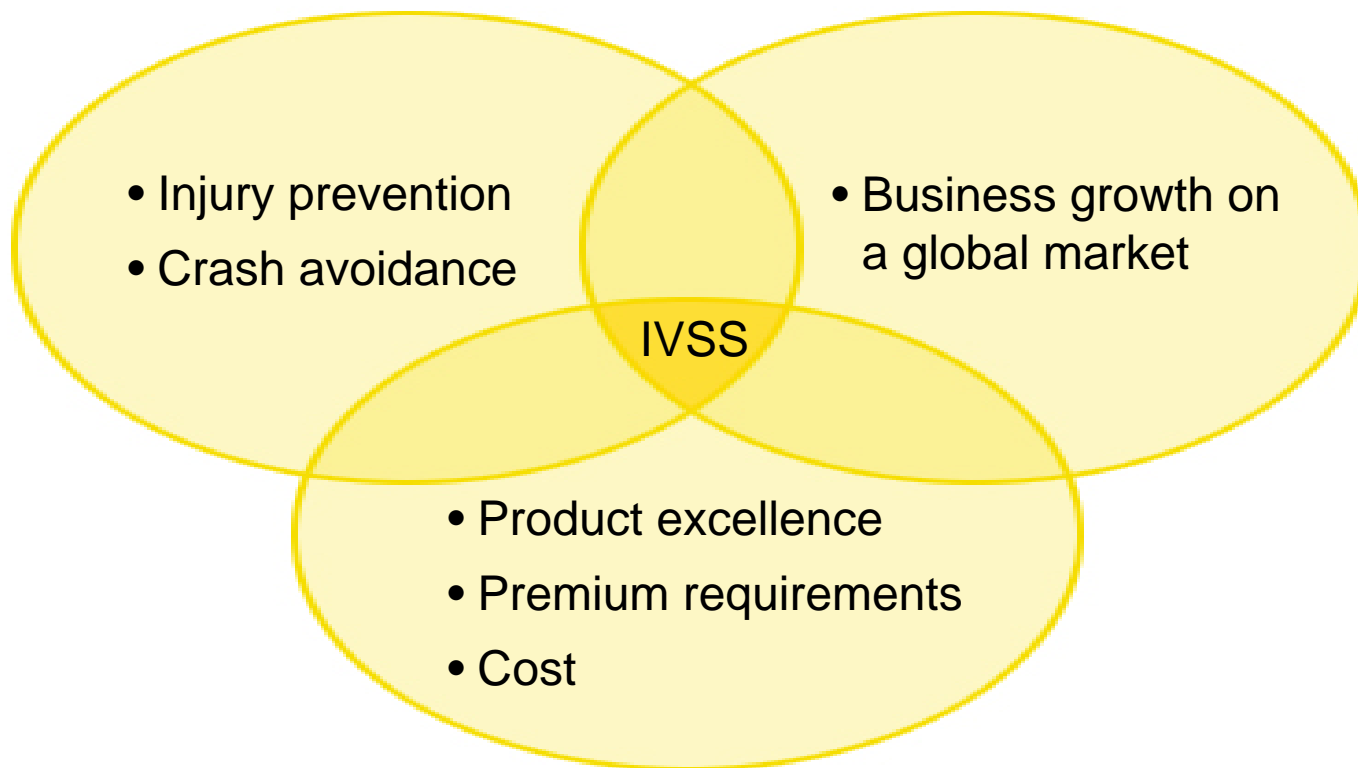 • Injury prevention
• Crash avoidance
• Business growth on
a global market
IVSS
• Product excellence
• Premium requirements
• Cost